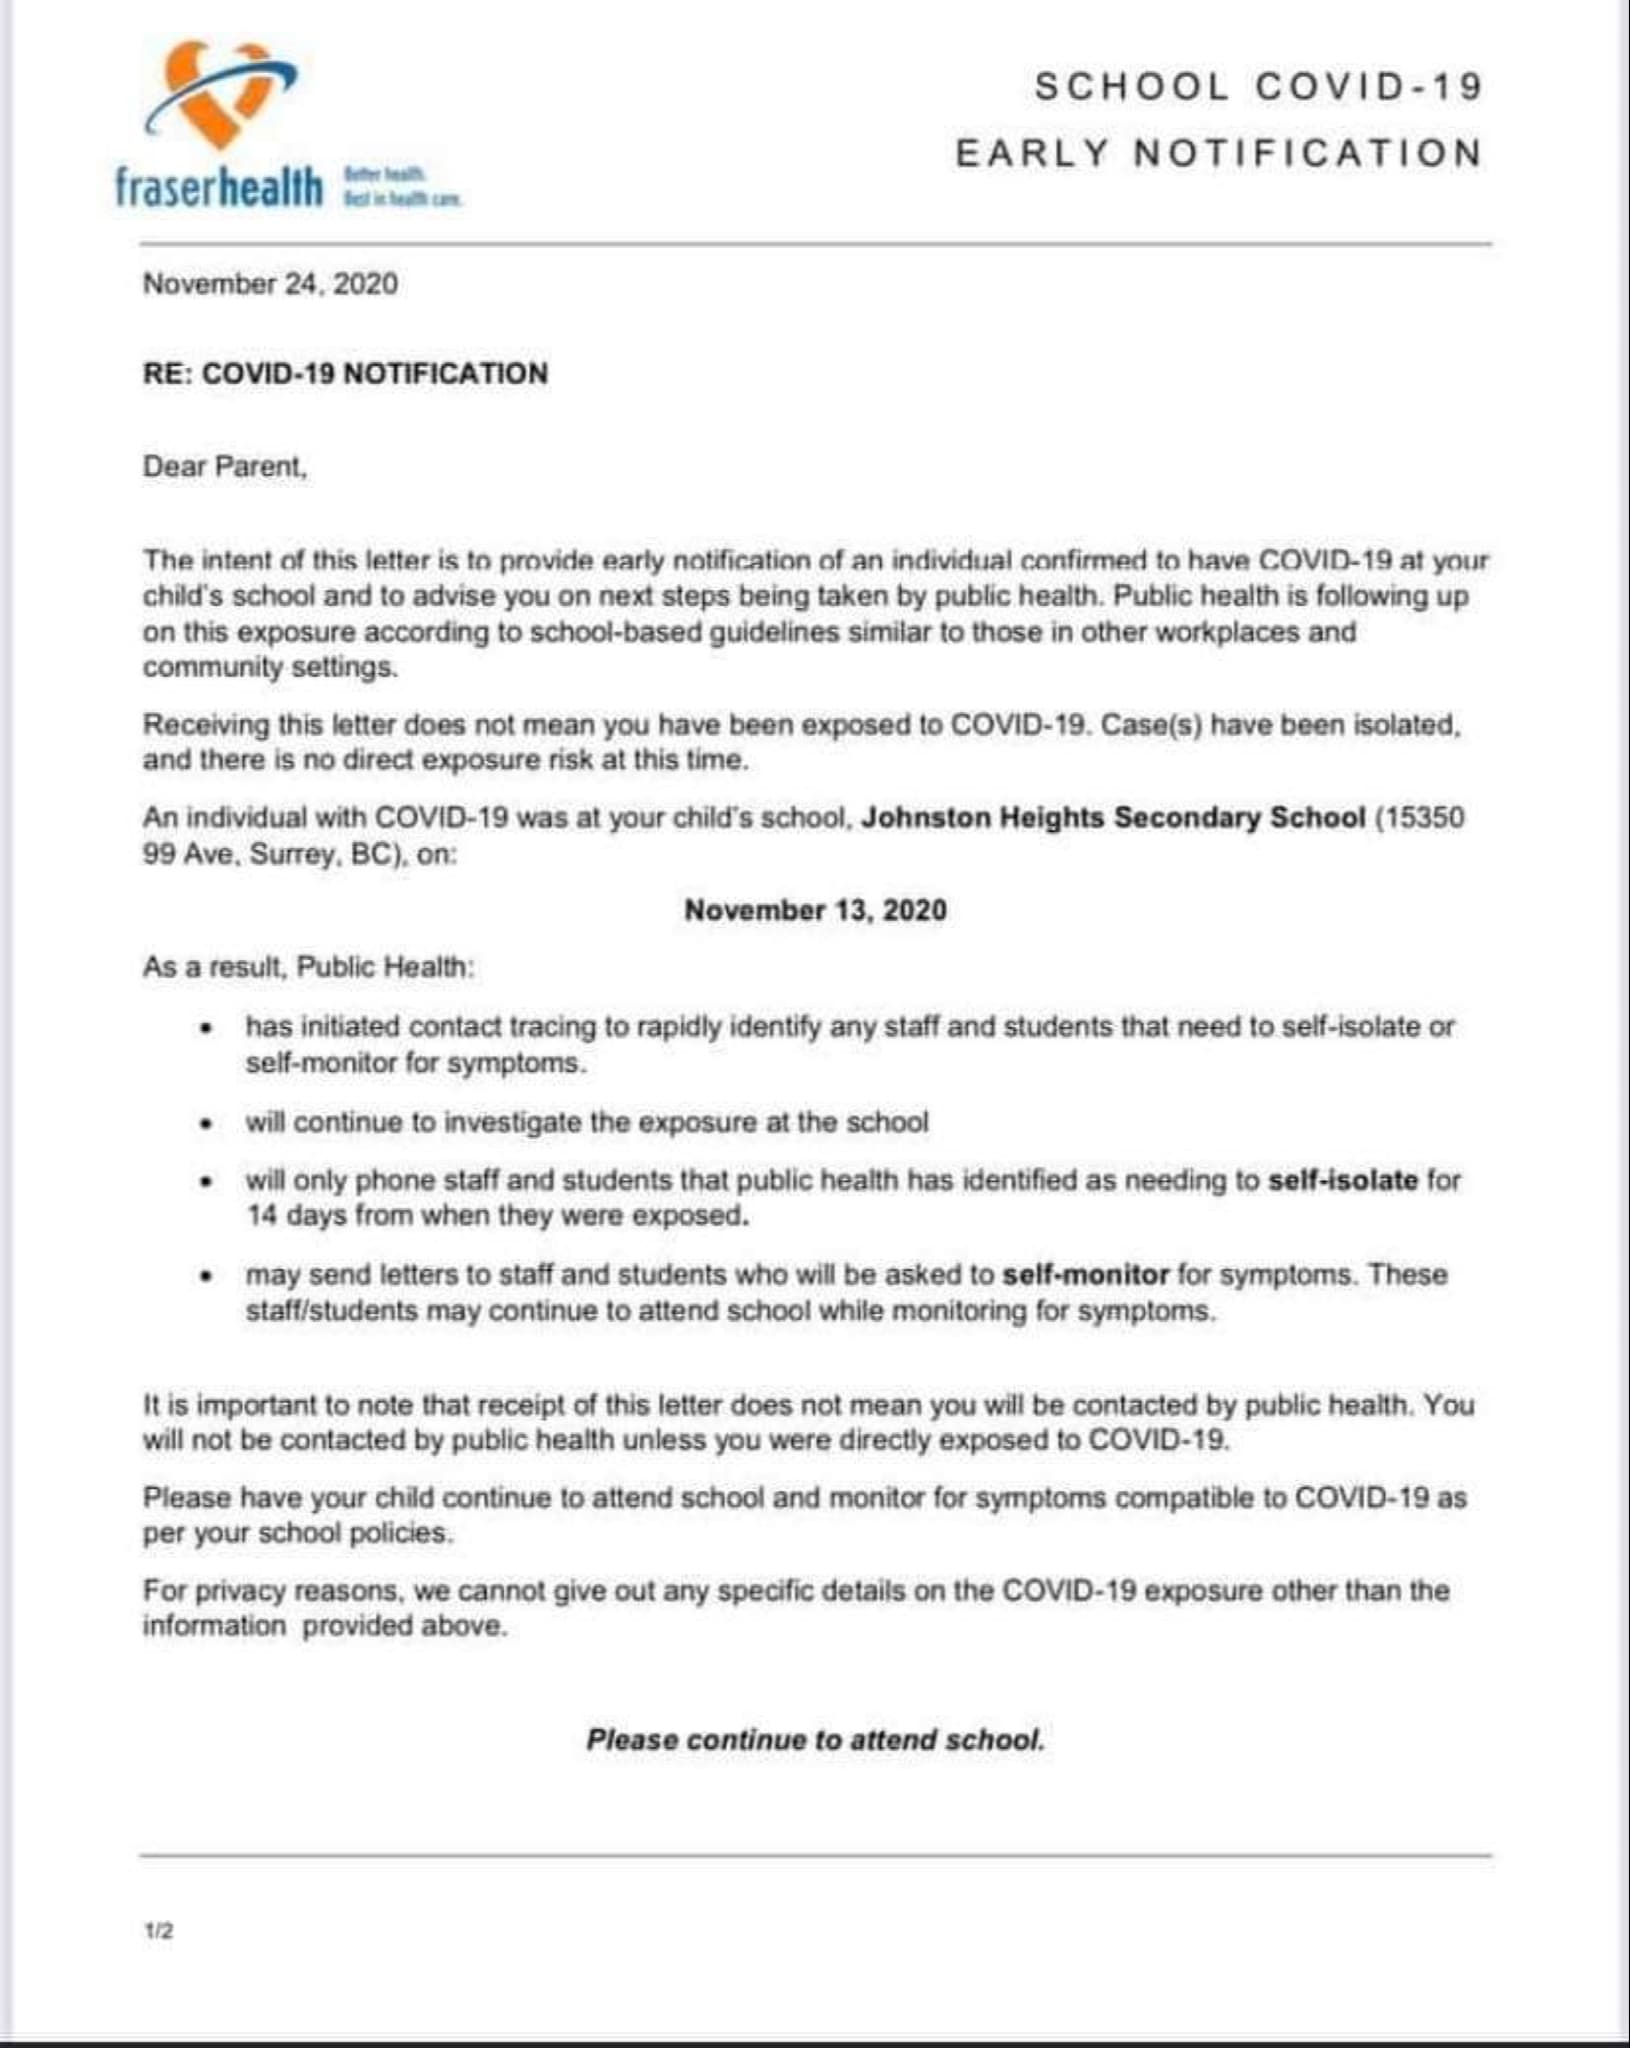 SCHOOL COVID-19
EARLY NOTIFICATION
fraserhealth
Better health.
Best in health care.
November 24, 2020
RE: COVID-19 NOTIFICATION
Dear Parent,
The intent of this letter is to provide early notification of an individual confirmed to have COVID-19 at your
child's school and to advise you on next steps being taken by public health. Public health is following up
on this exposure according to school-based guidelines similar to those in other workplaces and
community settings.
Receiving this letter does not mean you have been exposed to COVID-19. Case(s) have been isolated,
and there is no direct exposure risk at this time.
An individual with COVID-19 was at your child's school, Johnston Heights Secondary School (15350
99 Ave, Surrey, BC), on:
November 13, 2020
As a result, Public Health:
• has initiated contact tracing to rapidly identify any staff and students that need to self-isolate or
self-monitor for symptoms.
• will continue to investigate the exposure at the school
• will only phone staff and students that public health has identified as needing to self-isolate for
14 days from when they were exposed.
• may send letters to staff and students who will be asked to self-monitor for symptoms. These
staff/students may continue to attend school while monitoring for symptoms.
It is important to note that receipt of this letter does not mean you will be contacted by public health. You
will not be contacted by public health unless you were directly exposed to COVID-19.
Please have your child continue to attend school and monitor for symptoms compatible to COVID-19 as
per your school policies.
For privacy reasons, we cannot give out any specific details on the COVID-19 exposure other than the
information provided above.
Please continue to attend school.
1/2